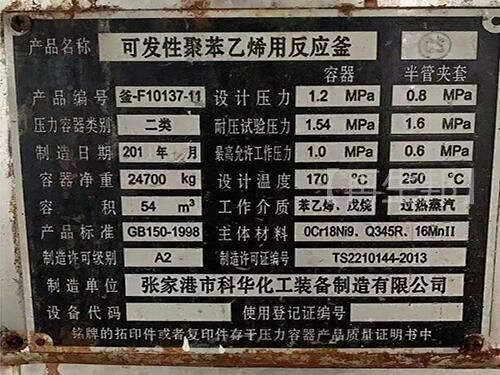 产品名称 可发性聚苯乙烯用反应釜
容器 半管夹套
产品编号 釜-F10137-11 设计压力 1.2 MPa 0.8 MPa
压力容器类别 二类 耐压试验压力 1.54 MPa 1.6 MPa
制造日期 201 年 月 最高允许工作压力 1.0 MPa 0.6 MPa
容器净重 24700 kg 设计温度 170 ℃ 250 ℃
容积 54 m³ 工作介质 苯乙烯、戊烷 过热蒸汽
产品标准 GB150-1998 主体材料 0Cr18Ni9、Q345R、16MnⅡ
制造许可级别 A2 制造许可证编号 TS2210144-2013
制造单位 张家港市科华化工装备制造有限公司
设备代码 使用登记证编号
铭牌的拓印件或者复印件存于压力容器产品质量证明书中